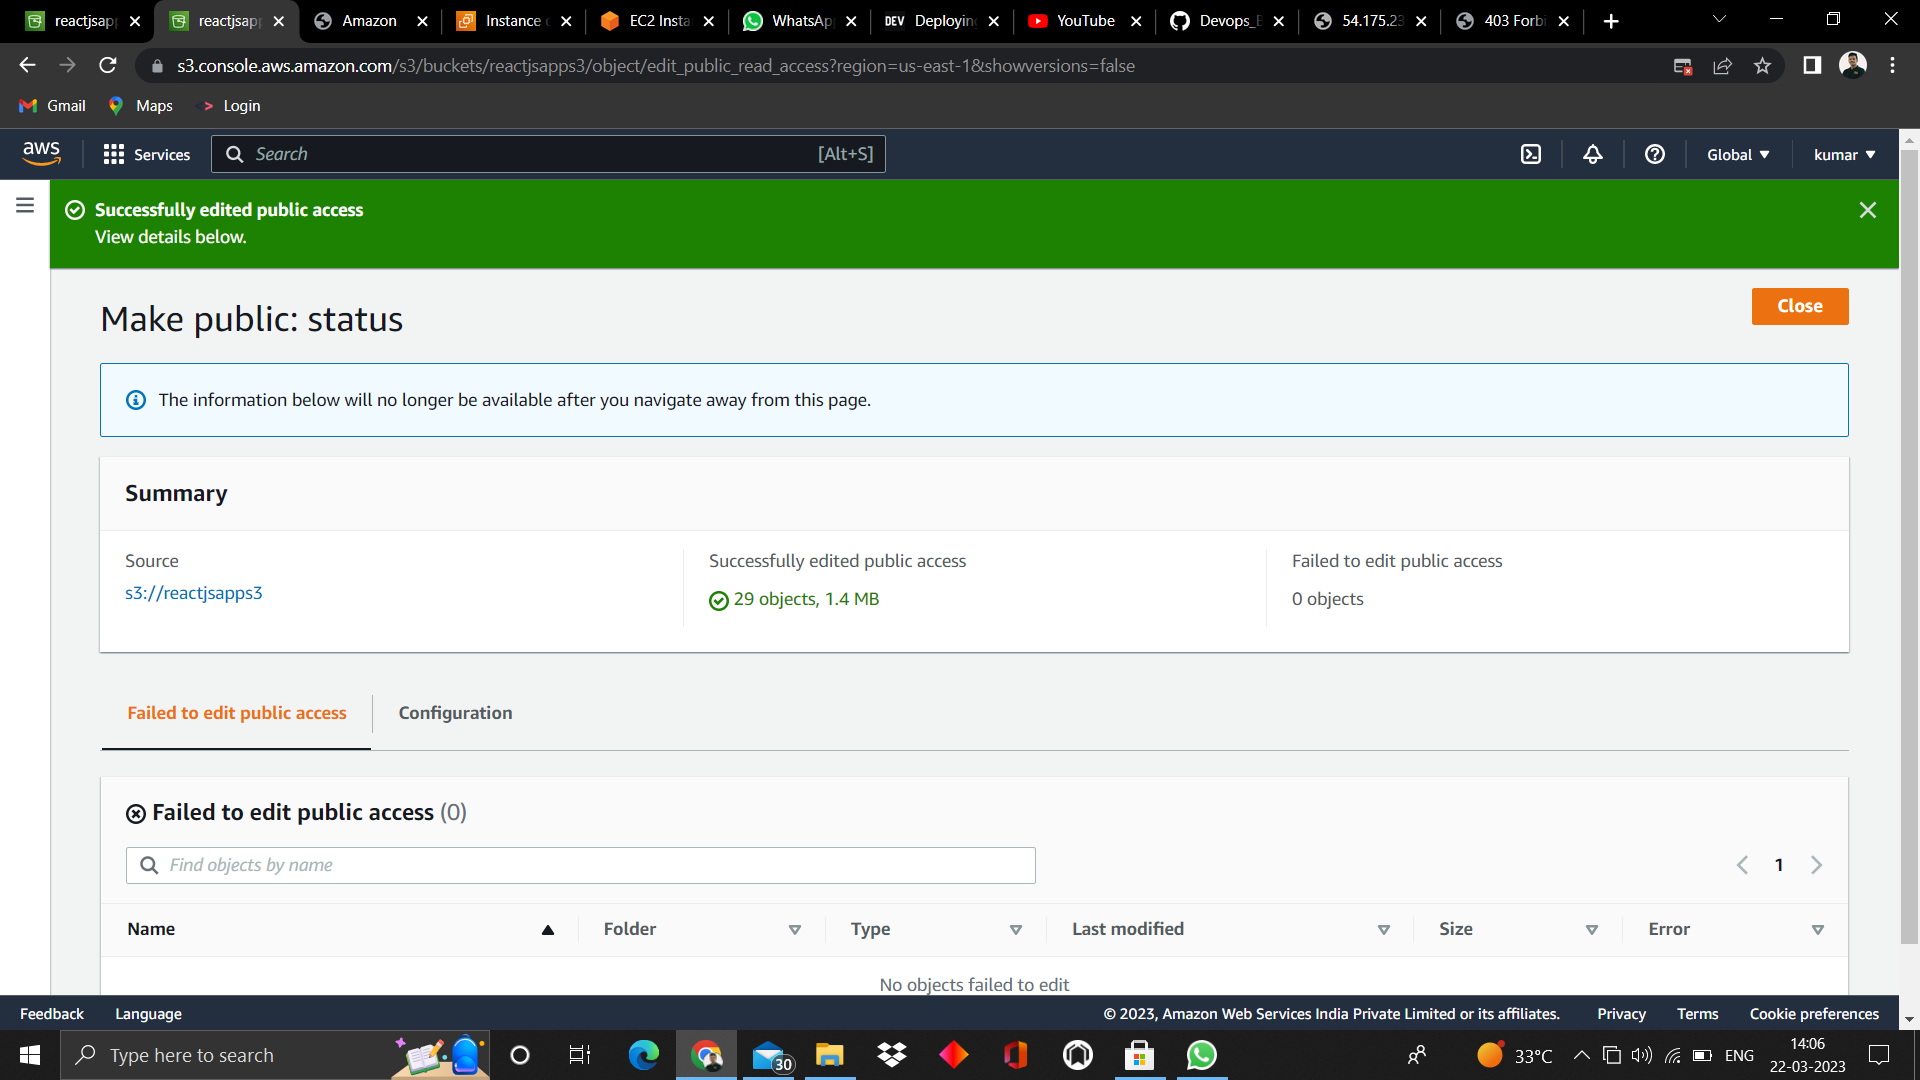 reactjsapp
reactjsapp
Amazon
Instance
EC2 Insta
WhatsApp
DEV Deployin
YouTube
Devops_
54.175.23
403 Forbi
s3.console.aws.amazon.com/s3/buckets/reactjsapps3/object/edit_public_read_access?region=us-east-1&showversions=false
Gmail Maps Login
aws Services Search [Alt+S] Global kumar
Successfully edited public access
View details below.
Make public: status
Close
The information below will no longer be available after you navigate away from this page.
Summary
Source
s3://reactjsapps3
Successfully edited public access
29 objects, 1.4 MB
Failed to edit public access
0 objects
Failed to edit public access Configuration
Failed to edit public access (0)
Find objects by name
1
Name Folder Type Last modified Size Error
No objects failed to edit
Feedback Language © 2023, Amazon Web Services India Private Limited or its affiliates. Privacy Terms Cookie preferences
Type here to search
30
33°C
ENG
14:06
22-03-2023